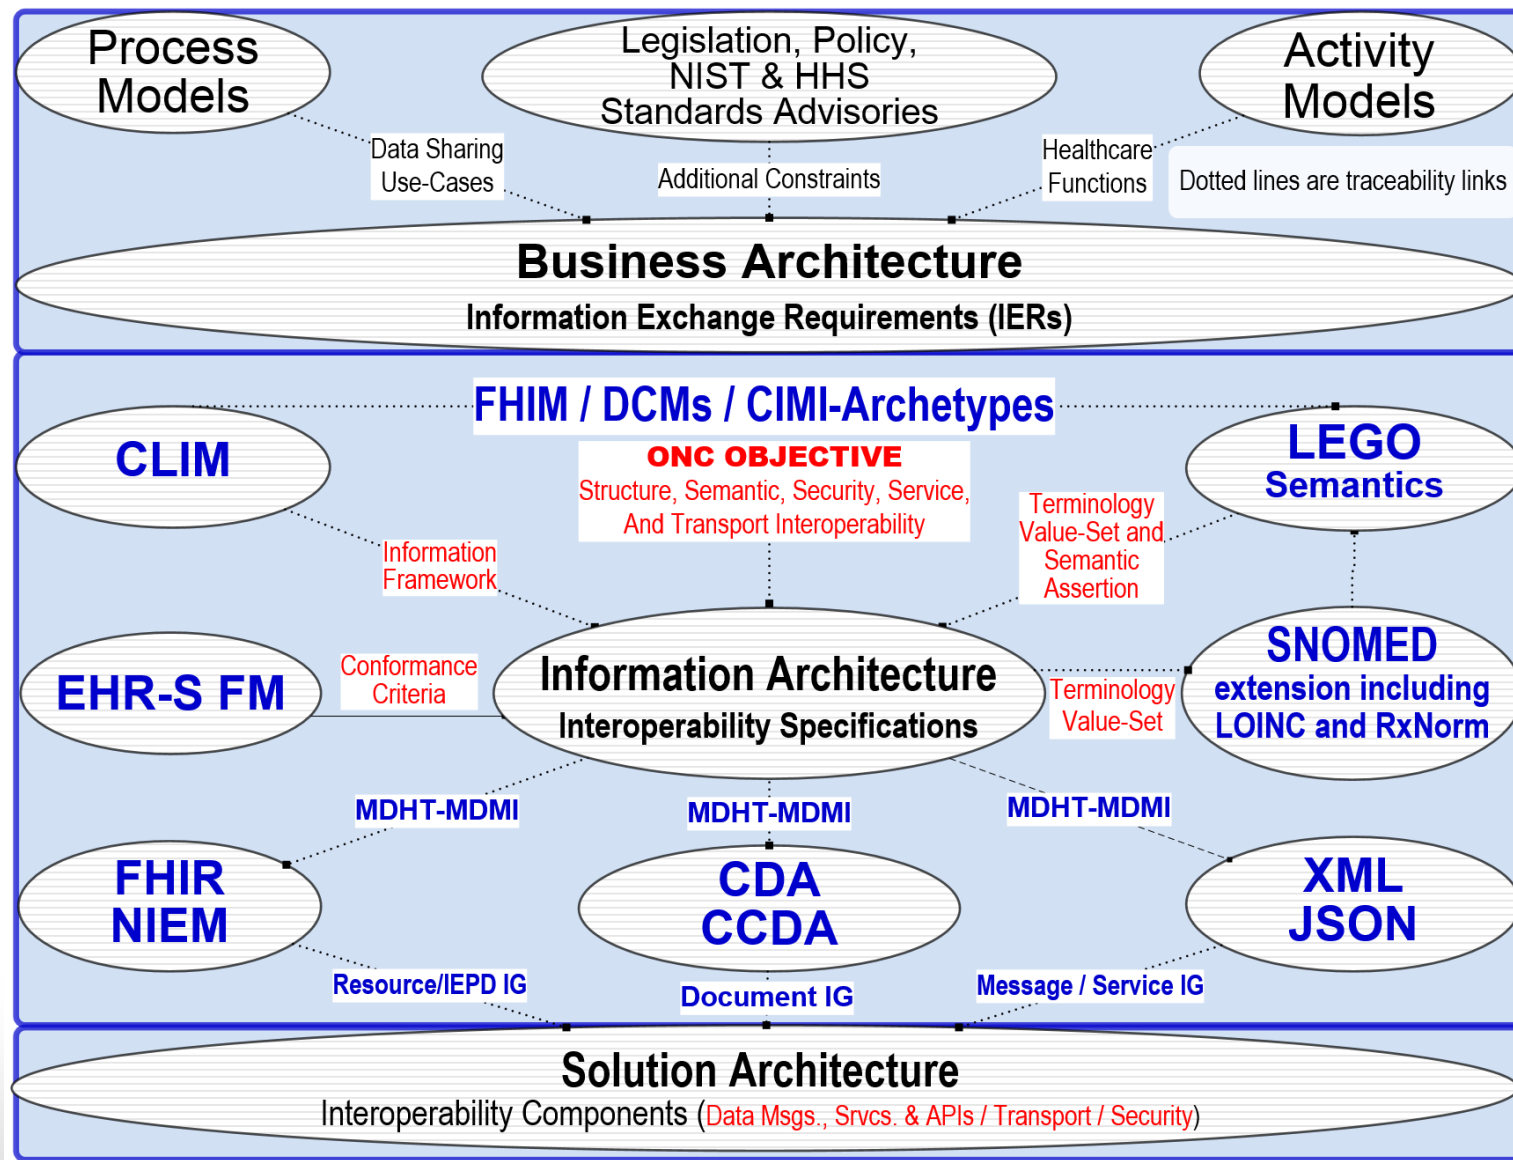 Process
Models
Legislation, Policy,
NIST & HHS
Standards Advisories
Activity
Models
Data Sharing
Use-Cases
Additional Constraints
Healthcare
Functions
Dotted lines are traceability links
Business Architecture
Information Exchange Requirements (IERs)
FHIM / DCMs / CIMI-Archetypes
CLIM
ONC OBJECTIVE
Structure, Semantic, Security, Service,
And Transport Interoperability
LEGO
Semantics
Information
Framework
Terminology
Value-Set and
Semantic
Assertion
EHR-S FM
Conformance
Criteria
Information Architecture
Interoperability Specifications
Terminology
Value-Set
SNOMED
extension including
LOINC and RxNorm
MDHT-MDMI
MDHT-MDMI
MDHT-MDMI
FHIR
NIEM
CDA
CCDA
XML
JSON
Resource/IEPD IG
Document IG
Message / Service IG
Solution Architecture
Interoperability Components (Data Msgs., Srvcs. & APIs / Transport / Security)